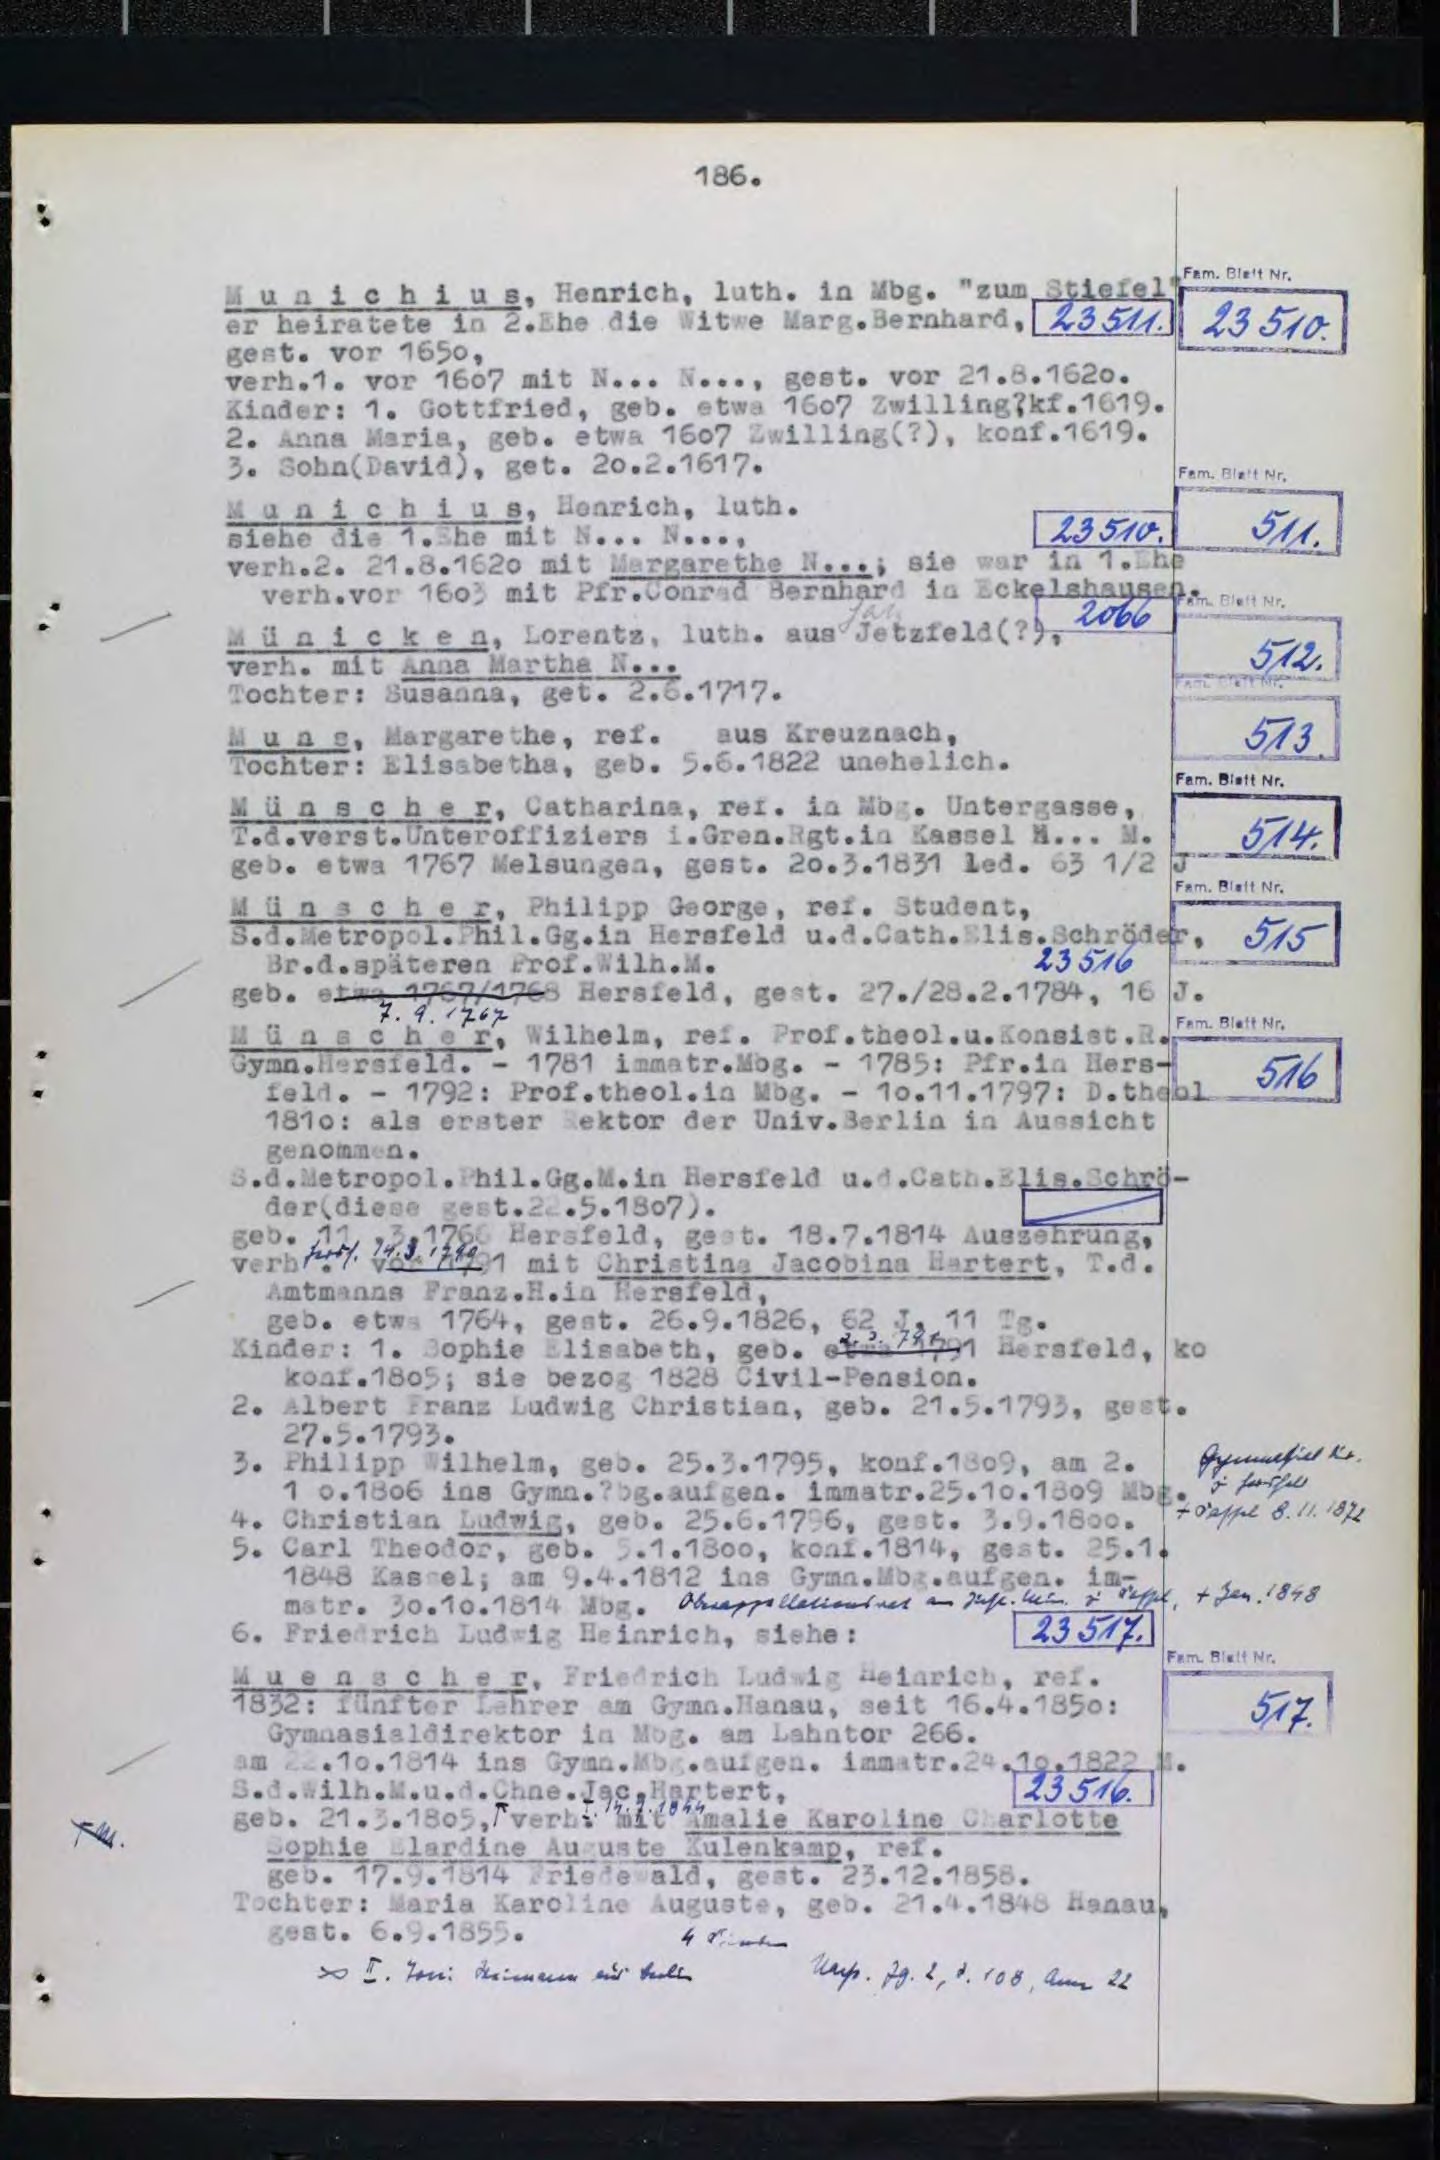 186.
Fam. Blatt Nr.
M u n i c h i u s, Henrich, luth. in Mbg. "zum Stiefel"
er heiratete in 2.Ehe die Witwe Marg.Bernhard, 23511. 23510.
gest. vor 165o,
verh.1. vor 16o7 mit N... N..., gest. vor 21.8.162o.
Kinder: 1. Gottfried, geb. etwa 16o7 Zwilling?kf.1619.
2. Anna Maria, geb. etwa 16o7 Zwilling(?), konf.1619.
3. Sohn(David), get. 2o.2.1617.
Fam. Blatt Nr.
M u n i c h i u s, Henrich, luth.
siehe die 1.Ehe mit N... N..., 23510. 511.
verh.2. 21.8.162o mit Margarethe N...; sie war in 1.Ehe
verh.vor 16o3 mit Pfr.Conrad Bernhard in Eckelshausen.
2066 Fam. Blatt Nr.
M ü n i c k e n, Lorentz, luth. aus Jetzfeld(?),
verh. mit Anna Martha N... 512.
Tochter: Susanna, get. 2.6.1717.
Fam. Blatt Nr.
M u n s, Margarethe, ref. aus Kreuznach, 513.
Tochter: Elisabetha, geb. 5.6.1822 unehelich.
Fam. Blatt Nr.
M ü n s c h e r, Catharina, ref. in Mbg. Untergasse,
T.d.verst.Unteroffiziers i.Gren.Rgt.in Kassel H... M. 514.
geb. etwa 1767 Melsungen, gest. 2o.3.1831 led. 63 1/2 J
Fam. Blatt Nr.
M ü n s c h e r, Philipp George, ref. Student,
S.d.Metropol.Phil.Gg.in Hersfeld u.d.Cath.Elis.Schröder, 515
Br.d.späteren Prof.Wilh.M. 23516
geb. etwa 1767/1768 Hersfeld, gest. 27./28.2.1784, 16 J.
7. 9. 1767
Fam. Blatt Nr.
M ü n s c h e r, Wilhelm, ref. Prof.theol.u.Konsist.R.
Gymn.Hersfeld. - 1781 immatr.Mbg. - 1785: Pfr.in Hers- 516
feld. - 1792: Prof.theol.in Mbg. - 1o.11.1797: D.theol
181o: als erster Rektor der Univ.Berlin in Aussicht
genommen.
S.d.Metropol.Phil.Gg.M.in Hersfeld u.d.Cath.Elis.Schrö-
der(diese gest.22.5.18o7).
geb. 11. 3.1766 Hersfeld, gest. 18.7.1814 Auszehrung,
14.3.1790
verh. vor 1791 mit Christina Jacobina Hartert, T.d.
Amtmanns Franz.H.in Hersfeld,
geb. etwa 1764, gest. 26.9.1826, 62 J. 11 Tg.
Kinder: 1. Sophie Elisabeth, geb. etwa 1791 Hersfeld, ko
konf.18o5; sie bezog 1828 Civil-Pension.
2. Albert Franz Ludwig Christian, geb. 21.5.1793, gest.
27.5.1793.
3. Philipp Wilhelm, geb. 25.3.1795, konf.18o9, am 2.
1 o.18o6 ins Gymn.?bg.aufgen. immatr.25.1o.18o9 Mbg.
4. Christian Ludwig, geb. 25.6.1796, gest. 3.9.18oo. 8.11.1872
5. Carl Theodor, geb. 5.1.18oo, konf.1814, gest. 25.1.
1848 Kassel; am 9.4.1812 ins Gymn.Mbg.aufgen. im-
matr. 3o.1o.1814 Mbg. + Jan. 1848
6. Friedrich Ludwig Heinrich, siehe: 23517.
Fam. Blatt Nr.
M u e n s c h e r, Friedrich Ludwig Heinrich, ref.
1832: fünfter Lehrer am Gymn.Hanau, seit 16.4.185o: 517.
Gymnasialdirektor in Mbg. am Lahntor 266.
am 22.1o.1814 ins Gymn.Mbg.aufgen. immatr.24.1o.1822 M.
S.d.Wilh.M.u.d.Chne.Jac.Hartert, 23516.
geb. 21.3.18o5, verh. mit Amalie Karoline Charlotte
Sophie Elardine Auguste Kulenkamp, ref.
geb. 17.9.1814 Friedewald, gest. 23.12.1858.
Tochter: Maria Karoline Auguste, geb. 21.4.1848 Hanau,
gest. 6.9.1855.